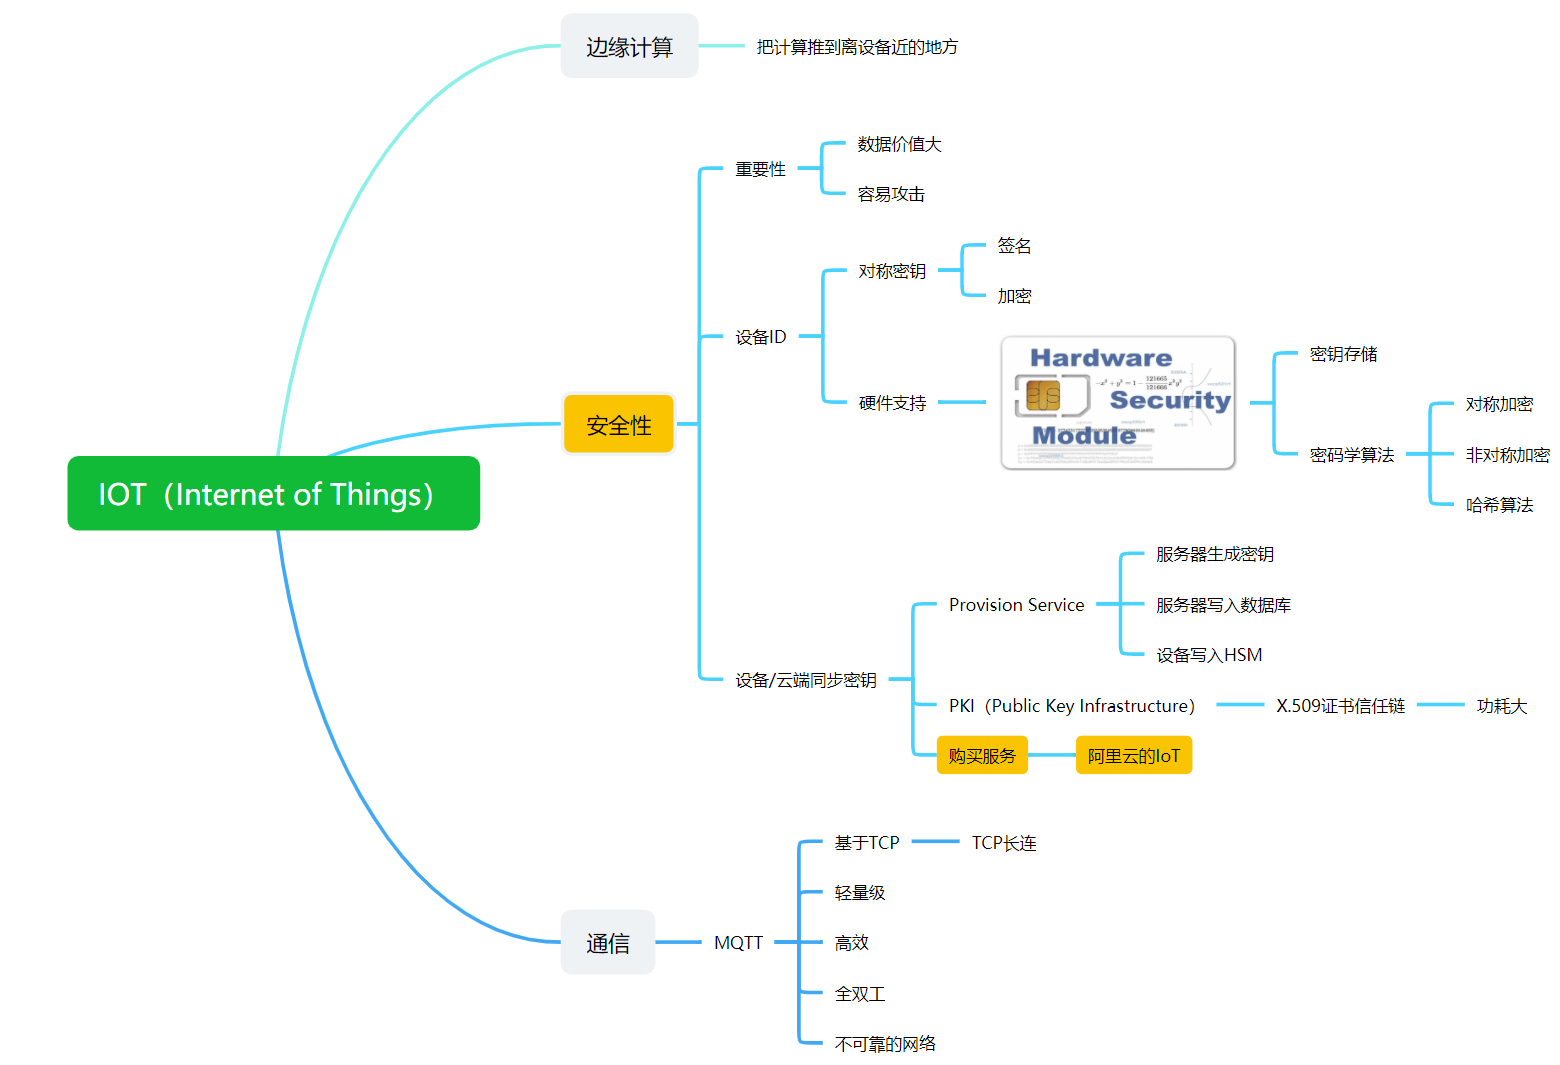 边缘计算
把计算推到离设备近的地方
IOT（Internet of Things）
安全性
重要性
数据价值大
容易攻击
设备ID
对称密钥
签名
加密
硬件支持
Hardware
Security
Module
密钥存储
密码学算法
对称加密
非对称加密
哈希算法
设备/云端同步密钥
Provision Service
服务器生成密钥
服务器写入数据库
设备写入HSM
PKI（Public Key Infrastructure）
X.509证书信任链
功耗大
购买服务
阿里云的IoT
通信
MQTT
基于TCP
TCP长连
轻量级
高效
全双工
不可靠的网络